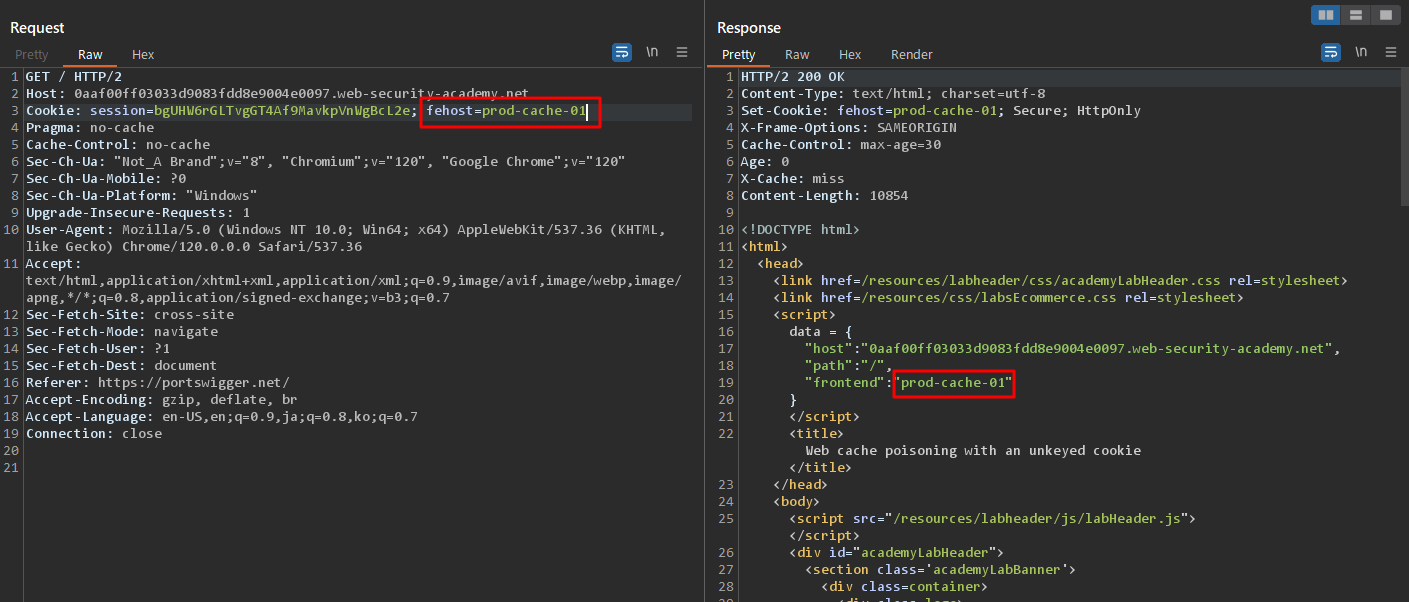 Request
Pretty Raw Hex \n
1 GET / HTTP/2
2 Host: 0aaf00ff03033d9083fdd8e9004e0097.web-security-academy.net
3 Cookie: session=bgUHW6rGLTvgGT4Af9MavkpVnWgBcL2e; fehost=prod-cache-01
4 Pragma: no-cache
5 Cache-Control: no-cache
6 Sec-Ch-Ua: "Not_A Brand";v="8", "Chromium";v="120", "Google Chrome";v="120"
7 Sec-Ch-Ua-Mobile: ?0
8 Sec-Ch-Ua-Platform: "Windows"
9 Upgrade-Insecure-Requests: 1
10 User-Agent: Mozilla/5.0 (Windows NT 10.0; Win64; x64) AppleWebKit/537.36 (KHTML,
like Gecko) Chrome/120.0.0.0 Safari/537.36
11 Accept:
text/html,application/xhtml+xml,application/xml;q=0.9,image/avif,image/webp,image/
apng,*/*;q=0.8,application/signed-exchange;v=b3;q=0.7
12 Sec-Fetch-Site: cross-site
13 Sec-Fetch-Mode: navigate
14 Sec-Fetch-User: ?1
15 Sec-Fetch-Dest: document
16 Referer: https://portswigger.net/
17 Accept-Encoding: gzip, deflate, br
18 Accept-Language: en-US,en;q=0.9,ja;q=0.8,ko;q=0.7
19 Connection: close
20
21
Response
Pretty Raw Hex Render \n
1 HTTP/2 200 OK
2 Content-Type: text/html; charset=utf-8
3 Set-Cookie: fehost=prod-cache-01; Secure; HttpOnly
4 X-Frame-Options: SAMEORIGIN
5 Cache-Control: max-age=30
6 Age: 0
7 X-Cache: miss
8 Content-Length: 10854
9
10 <!DOCTYPE html>
11 <html>
12 <head>
13 <link href=/resources/labheader/css/academyLabHeader.css rel=stylesheet>
14 <link href=/resources/css/labsEcommerce.css rel=stylesheet>
15 <script>
16 data = {
17 "host":"0aaf00ff03033d9083fdd8e9004e0097.web-security-academy.net",
18 "path":"/",
19 "frontend":"prod-cache-01"
20 }
21 </script>
22 <title>
Web cache poisoning with an unkeyed cookie
</title>
23 </head>
24 <body>
25 <script src="/resources/labheader/js/labHeader.js">
</script>
26 <div id="academyLabHeader">
27 <section class='academyLabBanner'>
28 <div class=container>